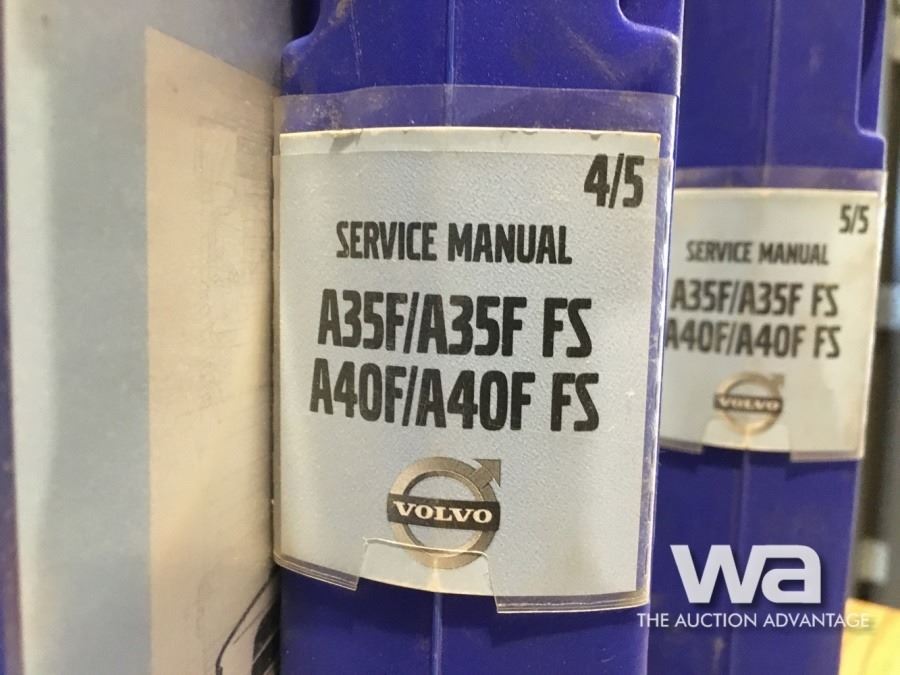 4/5
SERVICE MANUAL
A35F/A35F FS
A40F/A40F FS
VOLVO
5/5
SERVICE MANUAL
A35F/A35F FS
A40F/A40F FS
VOLVO
wa
THE AUCTION ADVANTAGE